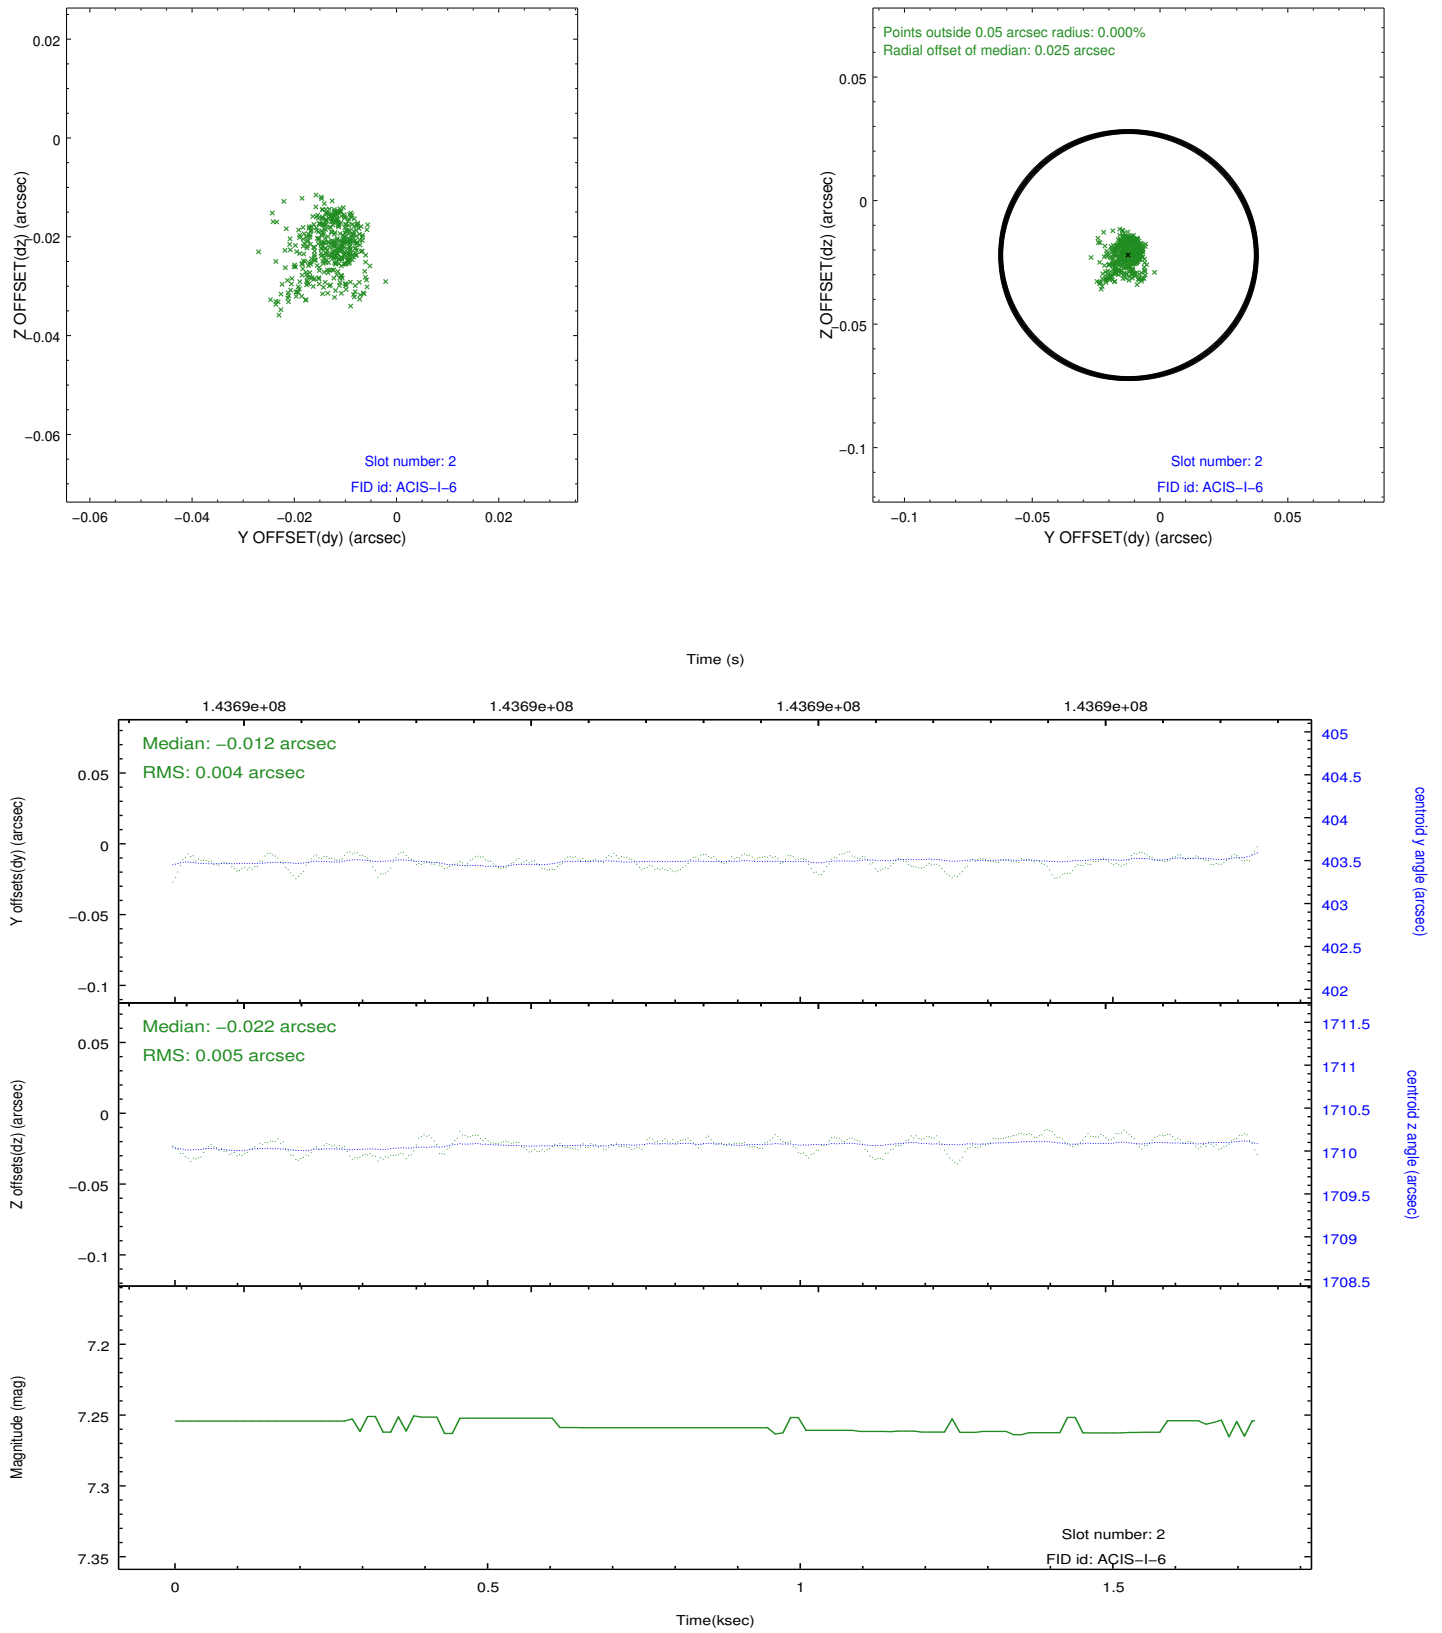 0.02
0
−0.02
−0.04
−0.06
Z OFFSET(dz) (arcsec)
Slot number: 2
FID id: ACIS−I−6
−0.06
−0.04
−0.02
0
0.02
Y OFFSET(dy) (arcsec)
Points outside 0.05 arcsec radius: 0.000%
Radial offset of median: 0.025 arcsec
0.05
0
−0.05
−0.1
Z OFFSET(dz) (arcsec)
Slot number: 2
FID id: ACIS−I−6
−0.1
−0.05
0
0.05
Y OFFSET(dy) (arcsec)
Time (s)
1.4369e+08
1.4369e+08
1.4369e+08
1.4369e+08
Median: −0.012 arcsec
RMS: 0.004 arcsec
0.05
0
−0.05
−0.1
Y offsets(dy) (arcsec)
405
404.5
404
403.5
403
402.5
402
centroid y angle (arcsec)
Median: −0.022 arcsec
RMS: 0.005 arcsec
0.05
0
−0.05
−0.1
Z offsets(dz) (arcsec)
1711.5
1711
1710.5
1710
1709.5
1709
1708.5
centroid z angle (arcsec)
7.2
7.25
7.3
7.35
Magnitude (mag)
Slot number: 2
FID id: ACIS−I−6
0
0.5
1
1.5
Time(ksec)